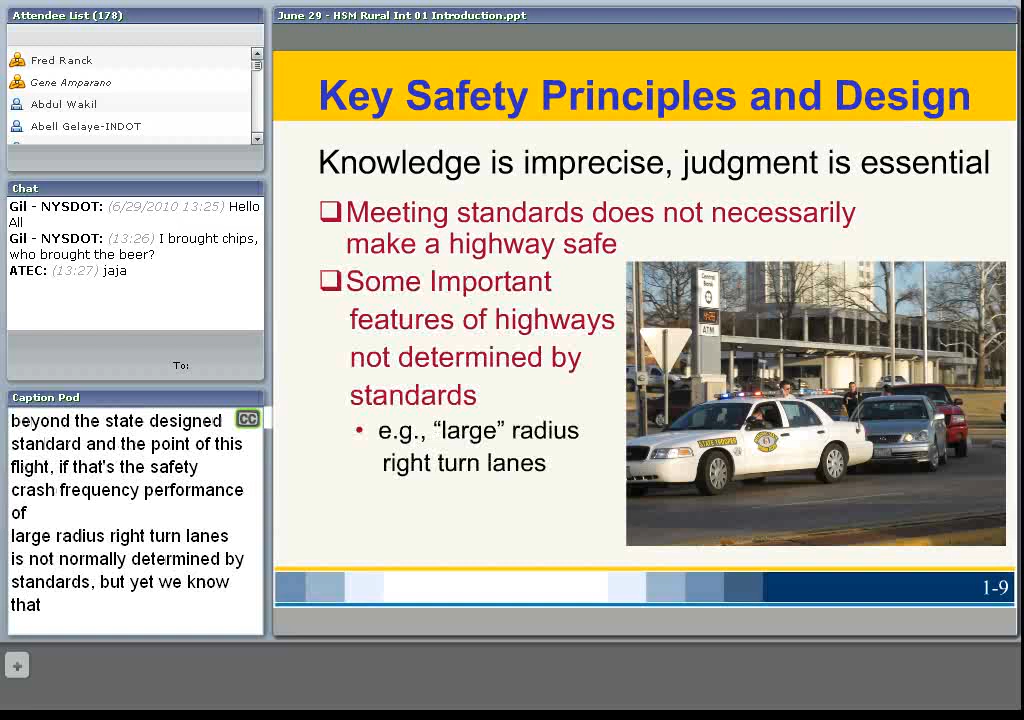 Attendee List (178)
Fred Ranck
Gene Amparano
Abdul Wakil
Abell Gelaye-INDOT
Chat
Gil - NYSDOT: (6/29/2010 13:25) Hello
All
Gil - NYSDOT: (13:26) I brought chips,
who brought the beer?
ATEC: (13:27) jaja
To:
Caption Pod
CC
beyond the state designed
standard and the point of this
flight, if that's the safety
crash frequency performance
of
large radius right turn lanes
is not normally determined by
standards, but yet we know
that
June 29 - HSM Rural Int 01 Introduction.ppt
Key Safety Principles and Design
Knowledge is imprecise, judgment is essential
Meeting standards does not necessarily
make a highway safe
Some Important
features of highways
not determined by
standards
• e.g., “large” radius
right turn lanes
Central
Bank
ATM
STATE TROOPER
1-9